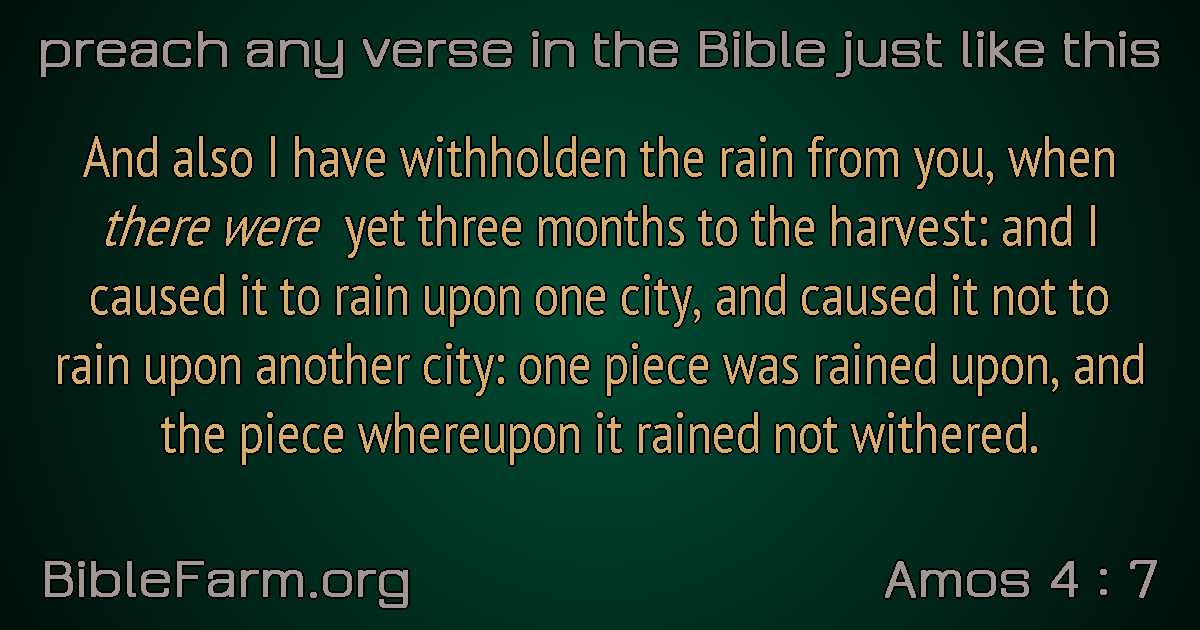 preach any verse in the Bible just like this
And also I have withholden the rain from you, when
there were yet three months to the harvest: and I
caused it to rain upon one city, and caused it not to
rain upon another city: one piece was rained upon, and
the piece whereupon it rained not withered.
BibleFarm.org
Amos 4 : 7